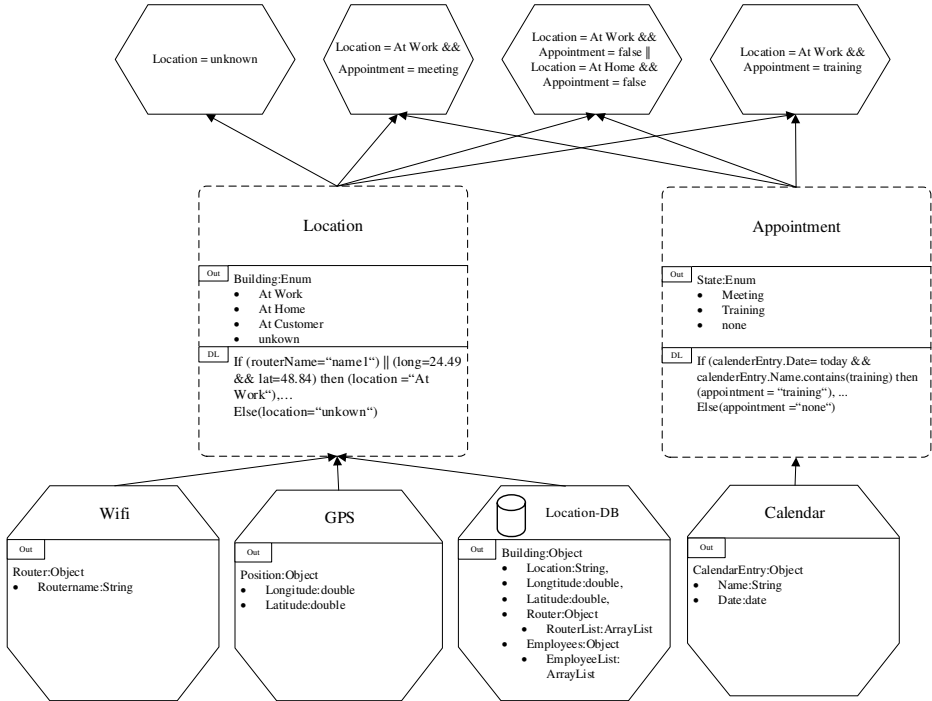 Location = unknown
Location = At Work &&
Appointment = meeting
Location = At Work &&
Appointment = false ||
Location = At Home &&
Appointment = false
Location = At Work &&
Appointment = training
Location
Out
Building:Enum
• At Work
• At Home
• At Customer
• unkown
DL
If (routerName=“name1“) || (long=24.49
&& lat=48.84) then (location =“At
Work“),…
Else(location=“unkown“)
Appointment
Out
State:Enum
• Meeting
• Training
• none
DL
If (calenderEntry.Date= today &&
calenderEntry.Name.contains(training) then
(appointment = “training“), ...
Else(appointment =“none“)
Wifi
Out
Router:Object
• Routername:String
GPS
Out
Position:Object
• Longitude:double
• Latitude:double
Location-DB
Out
Building:Object
• Location:String,
• Longtitude:double,
• Latitude:double,
• Router:Object
• RouterList:ArrayList
• Employees:Object
• EmployeeList:
ArrayList
Calendar
Out
CalendarEntry:Object
• Name:String
• Date:date